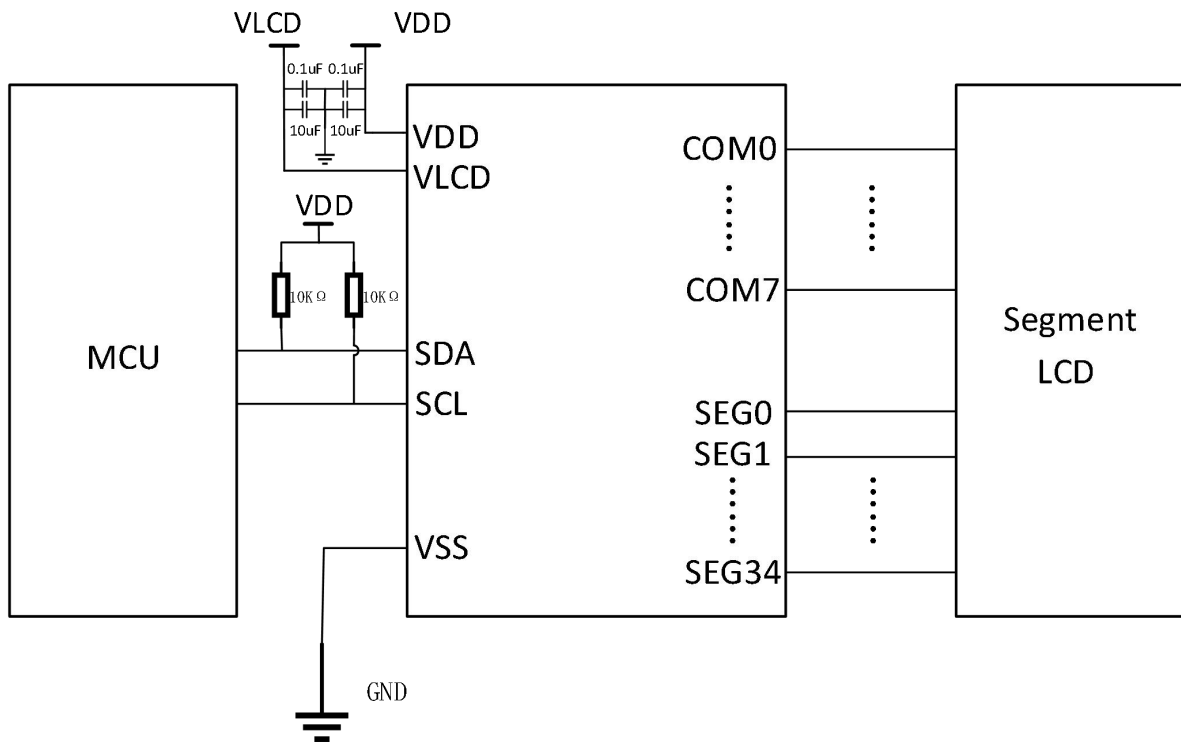 VLCD VDD
0.1uF 0.1uF
10uF 10uF
VDD
VLCD
VDD
10KΩ 10KΩ
MCU
SDA
SCL
VSS
GND
COM0
COM7
SEG0
SEG1
SEG34
Segment
LCD